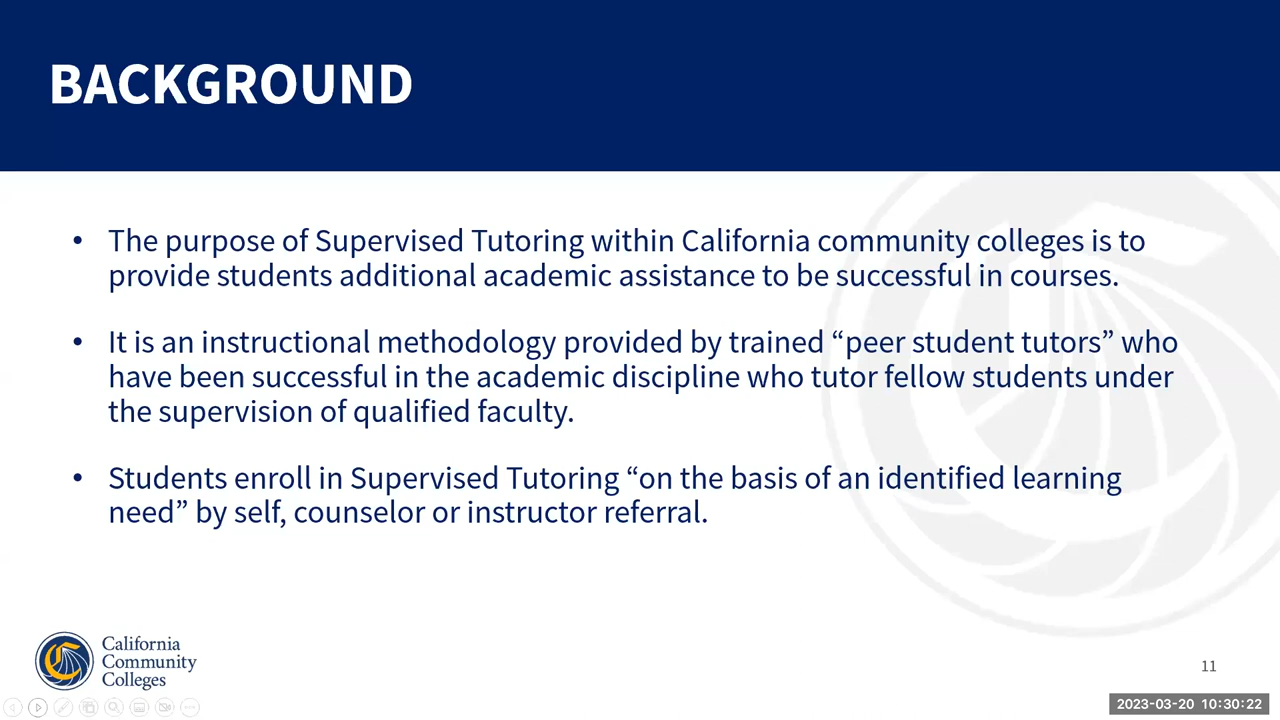 BACKGROUND
• The purpose of Supervised Tutoring within California community colleges is to
provide students additional academic assistance to be successful in courses.
• It is an instructional methodology provided by trained “peer student tutors” who
have been successful in the academic discipline who tutor fellow students under
the supervision of qualified faculty.
• Students enroll in Supervised Tutoring “on the basis of an identified learning
need” by self, counselor or instructor referral.
California
Community
Colleges
11
2023-03-20 10:30:22